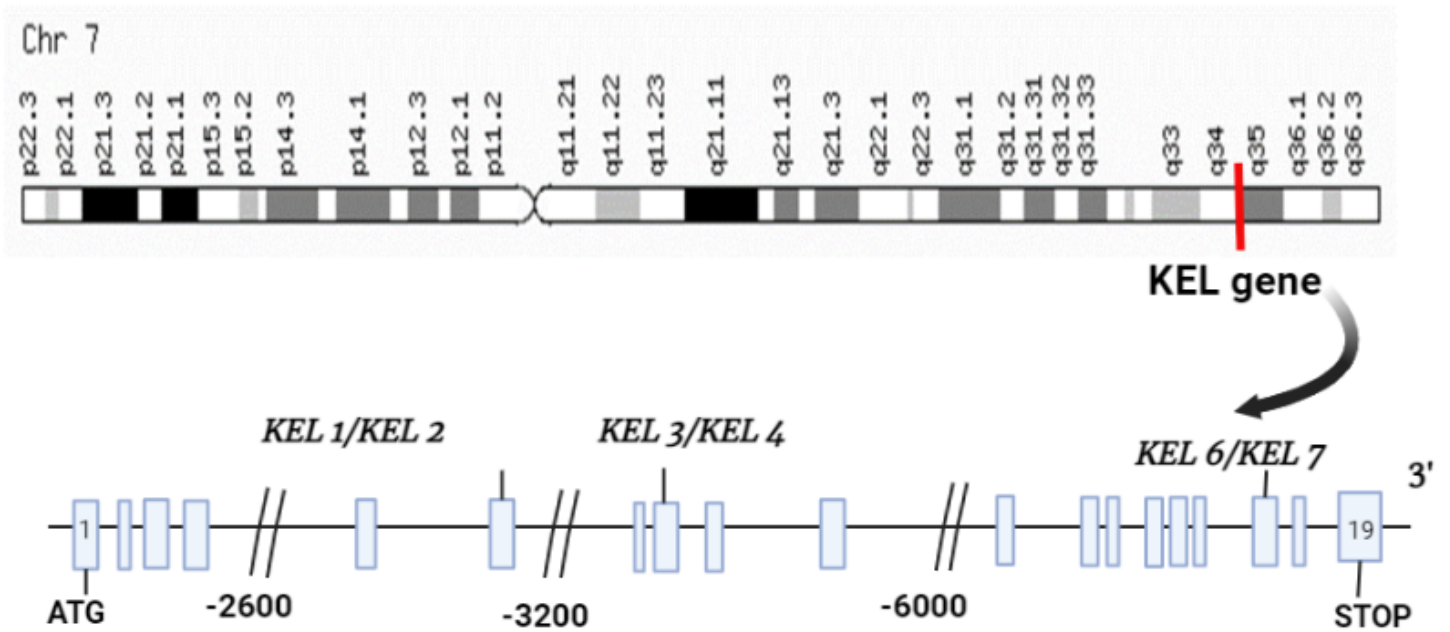 Chr 7
p22.3 p22.1 p21.3 p21.2 p21.1 p15.3 p15.2 p14.3 p14.1 p12.3 p12.1 p11.2 q11.21 q11.22 q11.23 q21.11 q21.13 q21.3 q22.1 q22.3 q31.1 q31.2 q31.31 q31.32 q31.33 q33 q34 q35 q36.1 q36.2 q36.3
KEL gene
KEL 1/KEL 2 KEL 3/KEL 4 KEL 6/KEL 7 3'
1 19
ATG -2600 -3200 -6000 STOP